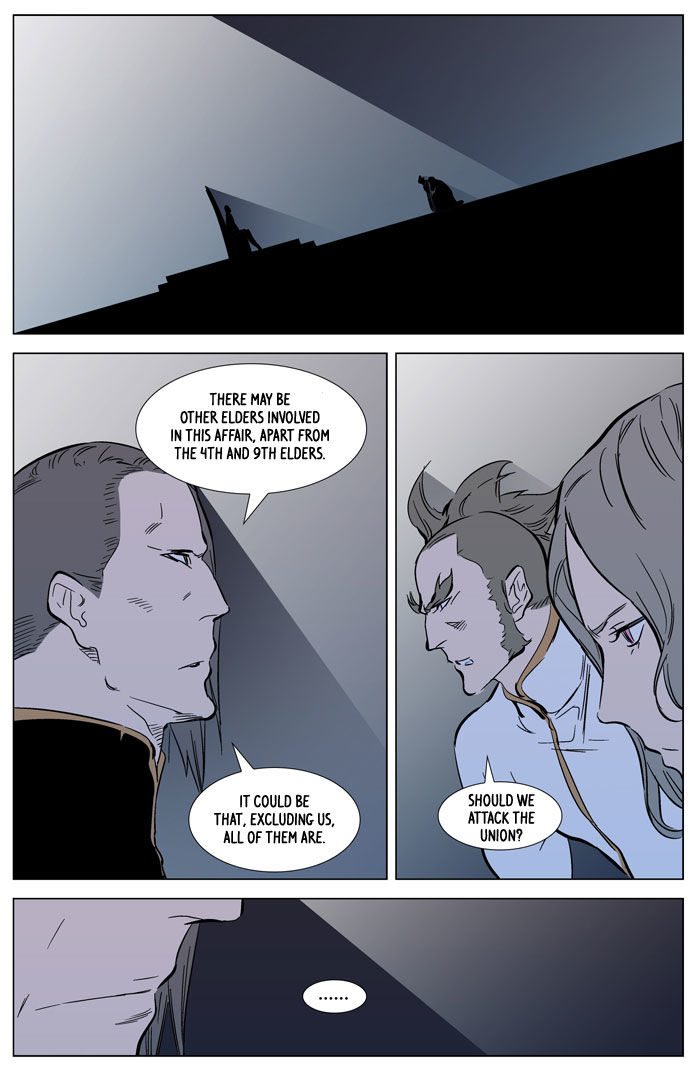 THERE MAY BE
OTHER ELDERS INVOLVED
IN THIS AFFAIR, APART FROM
THE 4TH AND 9TH ELDERS.
IT COULD BE
THAT, EXCLUDING US,
ALL OF THEM ARE.
SHOULD WE
ATTACK THE
UNION?
......